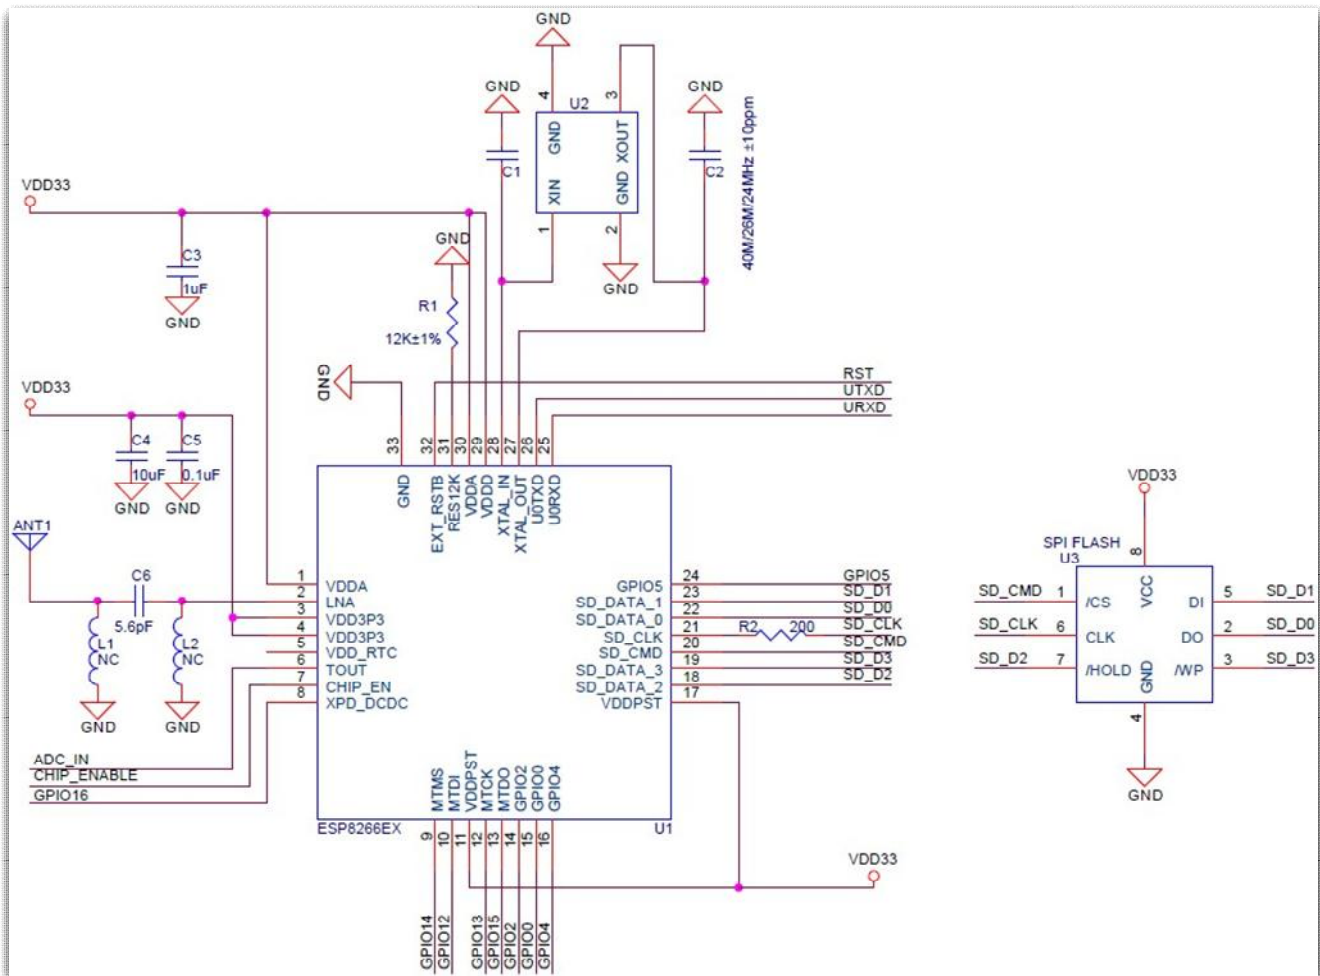 GND
4
3
U2
GND
XOUT
XIN
GND
1
2
GND
GND
C1
GND
C2
40M/26M/24MHz ±10ppm
VDD33
C3
1uF
GND
GND
R1
12K±1%
GND
RST
UTXD
URXD
VDD33
C4
10uF
GND
C5
0.1uF
GND
33
32
31
30
29
28
27
26
25
GND
EXT_RSTB
RES12K
VDDA
VDDD
XTAL_IN
XTAL_OUT
U0TXD
U0RXD
ANT1
C6
5.6pF
L1
NC
GND
L2
NC
GND
1 VDDA
2 LNA
3 VDD3P3
4 VDD3P3
5 VDD_RTC
6 TOUT
7 CHIP_EN
8 XPD_DCDC
ADC_IN
CHIP_ENABLE
GPIO16
GPIO5 24 GPIO5
SD_DATA_1 23 SD_D1
SD_DATA_0 22 SD_D0
SD_CLK 21 R2 200 SD_CLK
SD_CMD 20 SD_CMD
SD_DATA_3 19 SD_D3
SD_DATA_2 18 SD_D2
VDDPST 17
MTMS
MTDI
VDDPST
MTCK
MTDO
GPIO2
GPIO0
GPIO4
ESP8266EX
U1
9
10
11
12
13
14
15
16
GPIO14
GPIO12
GPIO13
GPIO15
GPIO2
GPIO0
GPIO4
VDD33
VDD33
8
SPI FLASH
U3
SD_CMD 1 /CS
SD_CLK 6 CLK
SD_D2 7 /HOLD
VCC
GND
DI 5 SD_D1
DO 2 SD_D0
/WP 3 SD_D3
4
GND